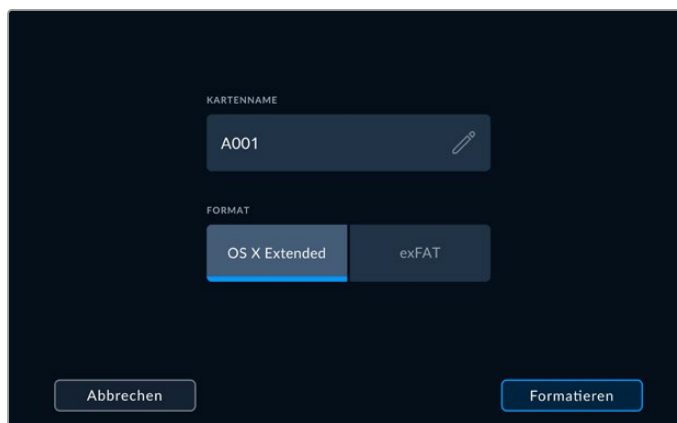 KARTENNAME
A001
FORMAT
OS X Extended exFAT
Abbrechen Formatieren